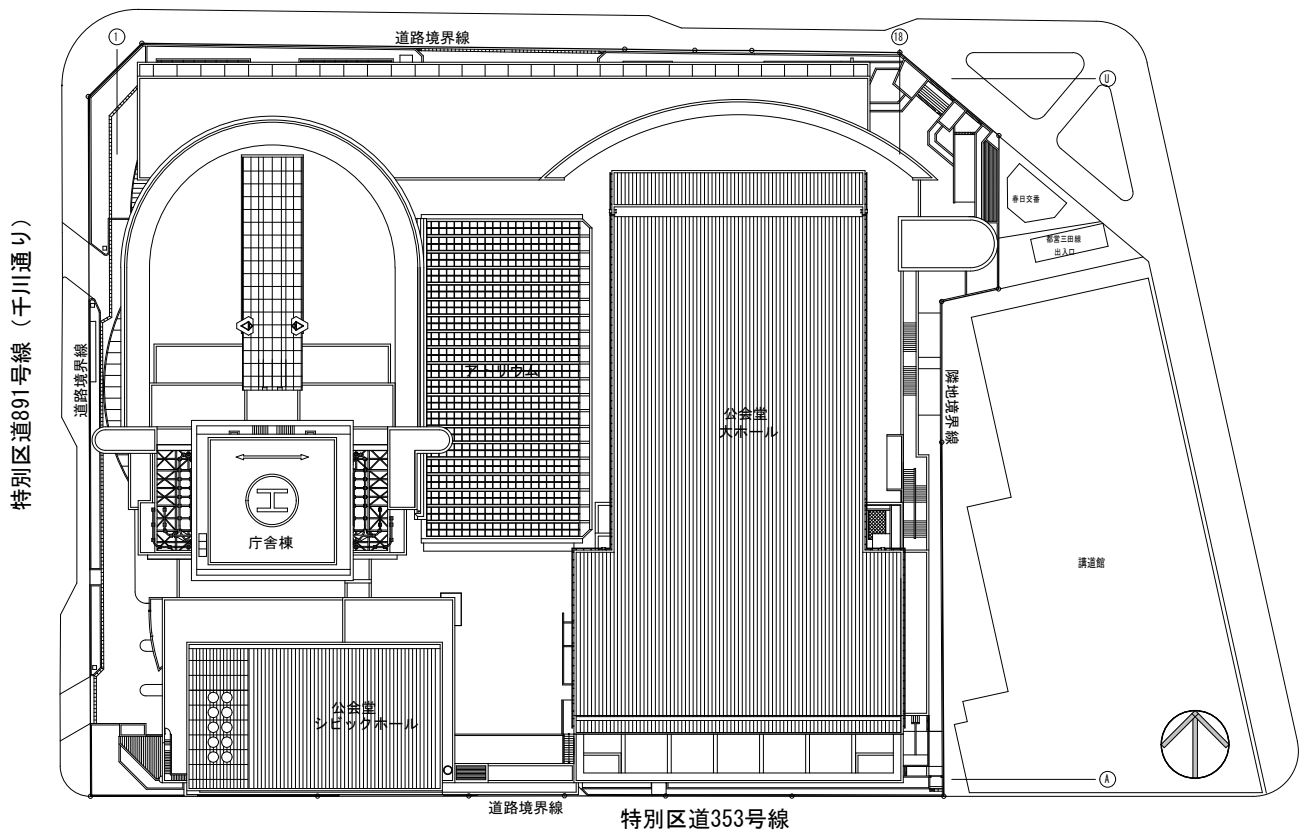 道路境界線
1
18
U
春日交番
都営三田線
出入口
特別区道891号線（千川通り）
道路境界線
アトリウム
隣地境界線
公会堂
大ホール
H
庁舎棟
講道館
公会堂
シビックホール
A
道路境界線
特別区道353号線